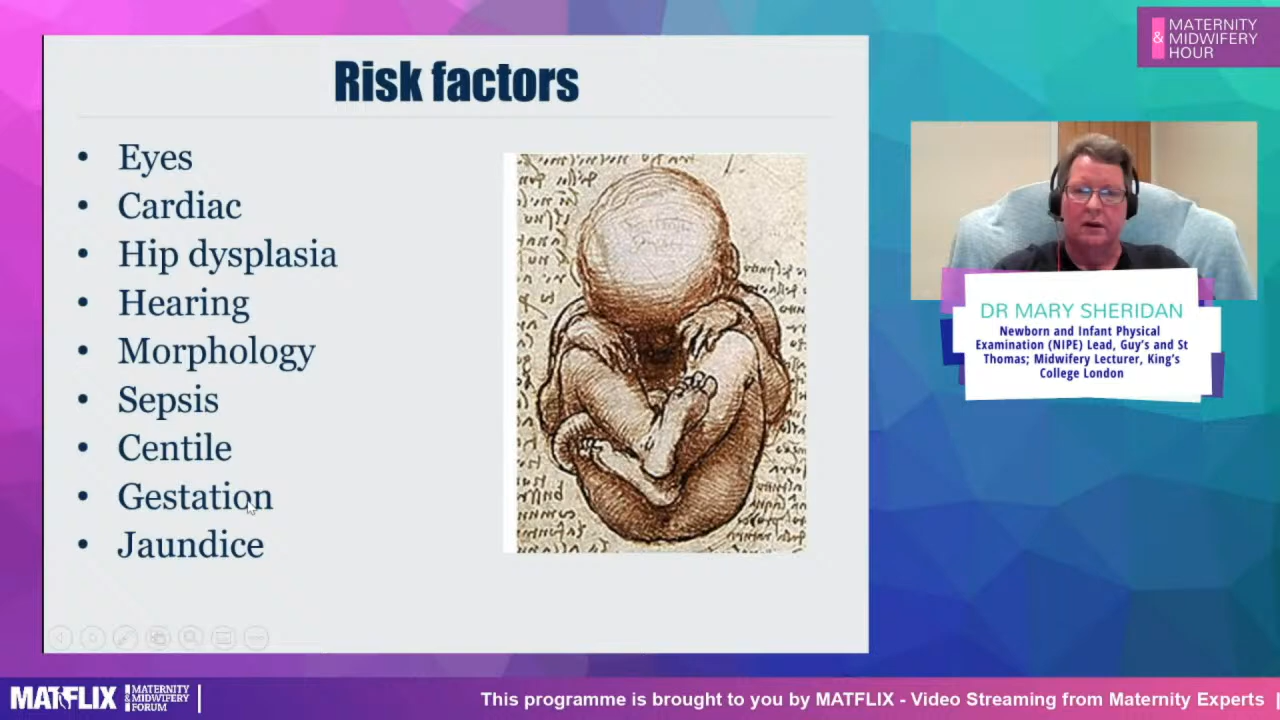 MATERNITY
& MIDWIFERY
HOUR
Risk factors
• Eyes
• Cardiac
• Hip dysplasia
• Hearing
• Morphology
• Sepsis
• Centile
• Gestation
• Jaundice
DR MARY SHERIDAN
Newborn and Infant Physical
Examination (NIPE) Lead, Guy's and St
Thomas; Midwifery Lecturer, King's
College London
MATFLIX
MATERNITY
& MIDWIFERY
FORUM
This programme is brought to you by MATFLIX - Video Streaming from Maternity Experts